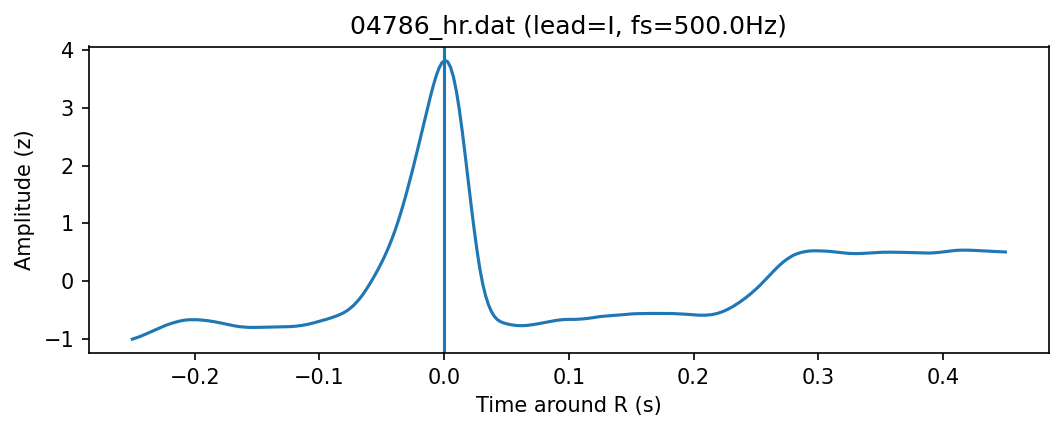 04786_hr.dat (lead=I, fs=500.0Hz)
Amplitude (z)
4
3
2
1
0
−1
−0.2 −0.1 0.0 0.1 0.2 0.3 0.4
Time around R (s)